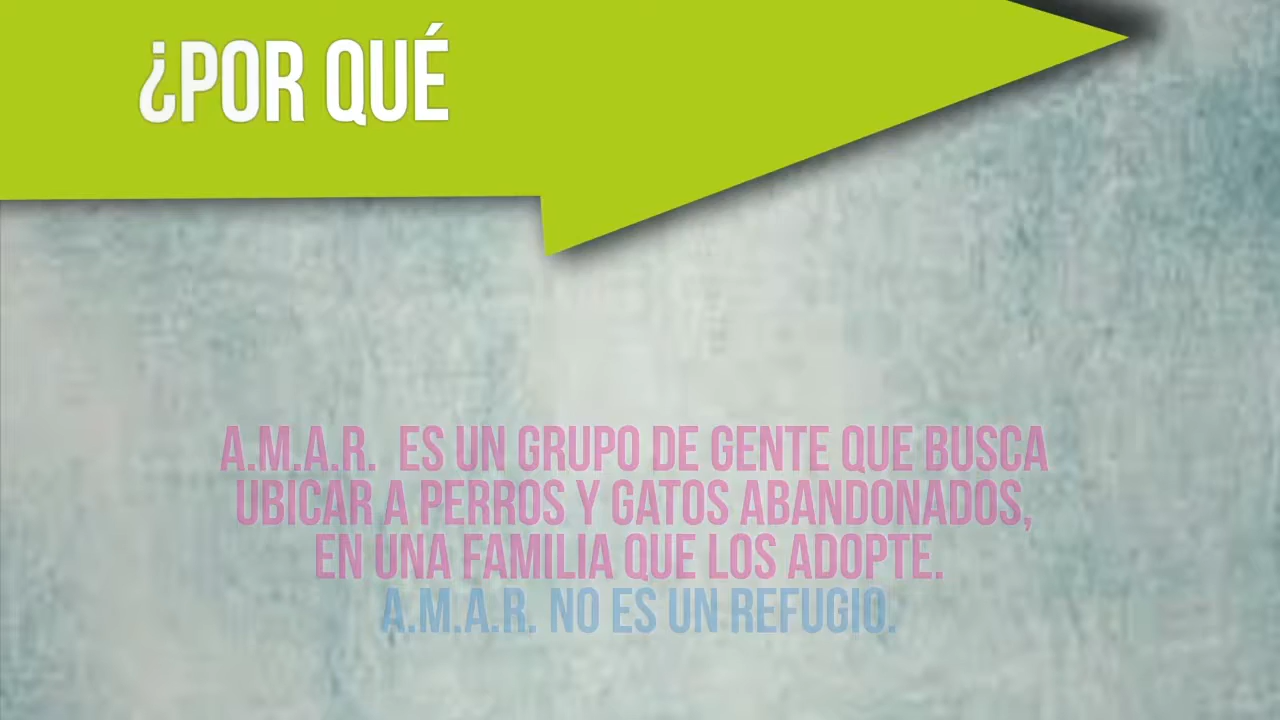 ¿POR QUÉ
A.M.A.R. ES UN GRUPO DE GENTE QUE BUSCA
UBICAR A PERROS Y GATOS ABANDONADOS,
EN UNA FAMILIA QUE LOS ADOPTE.
A.M.A.R. NO ES UN REFUGIO.